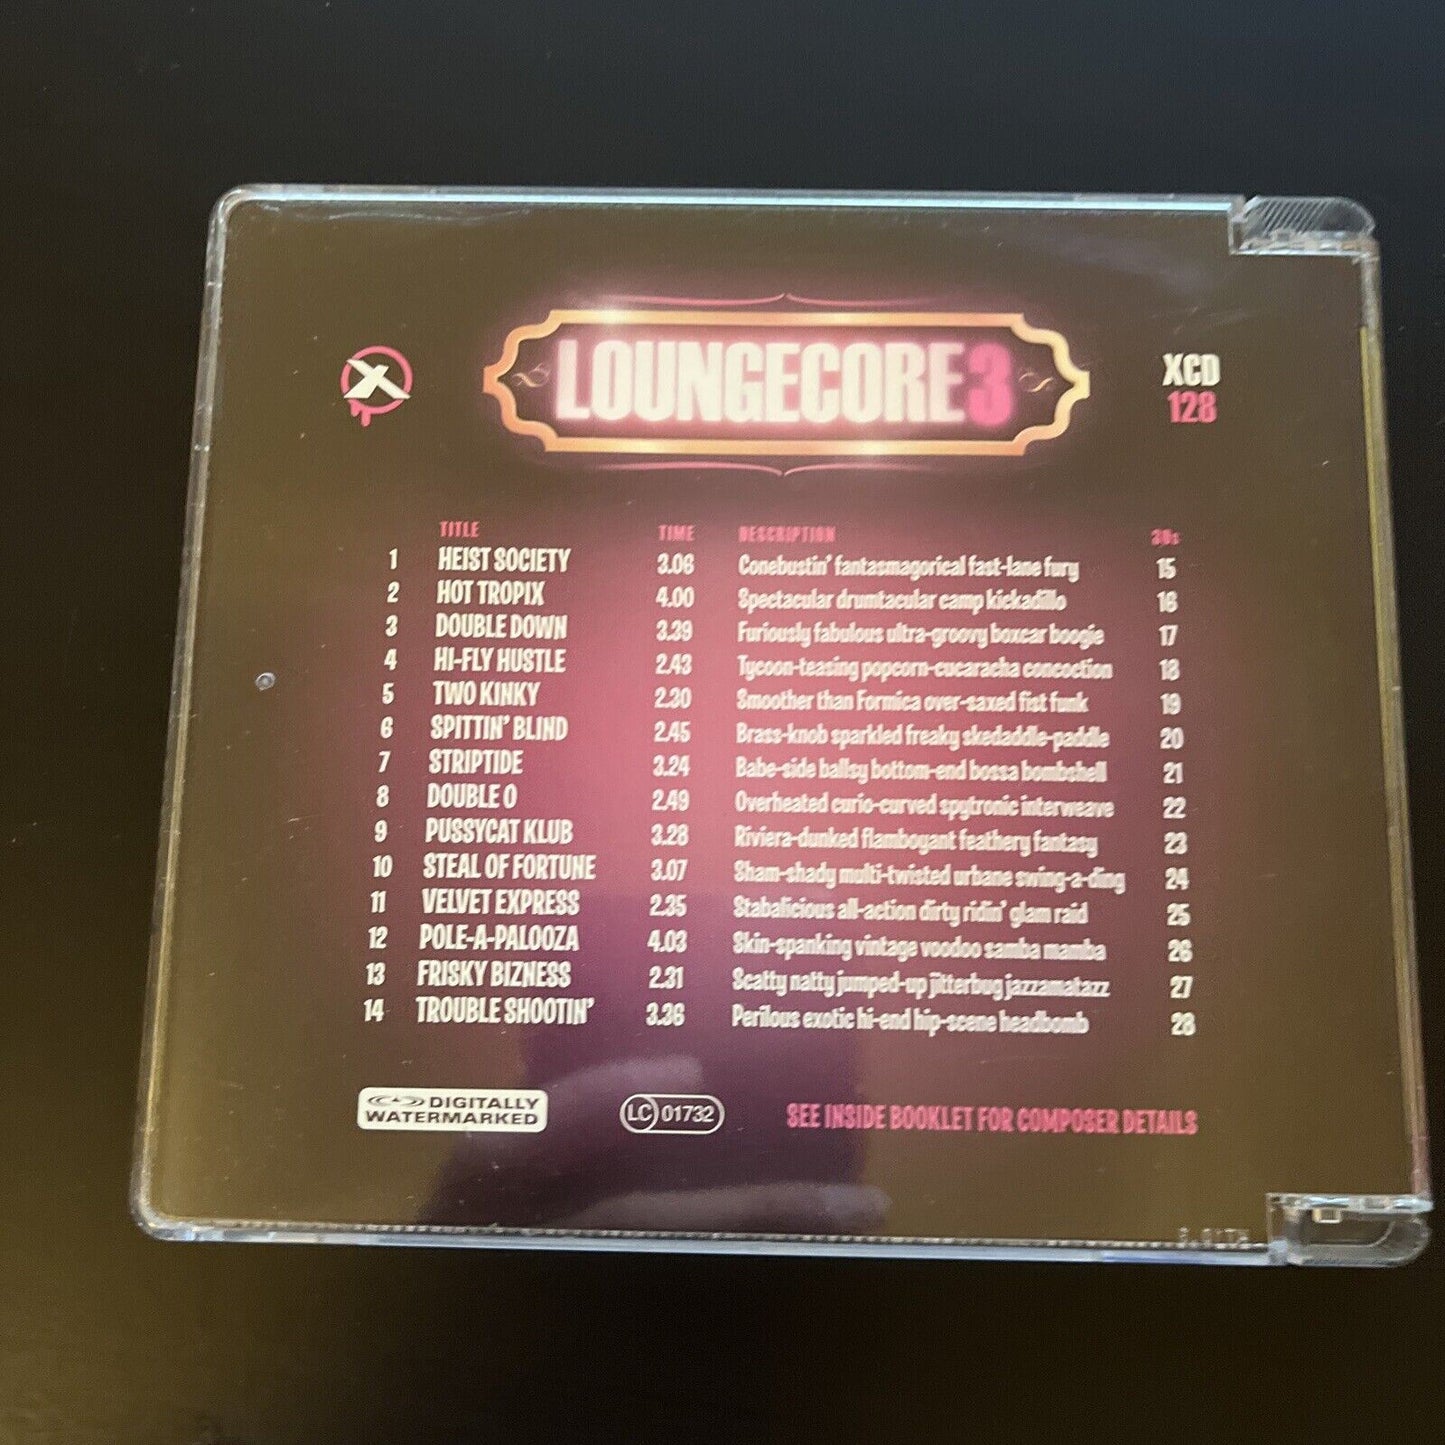 X
LOUNGECORE 3
XCD
128
TITLE TIME DESCRIPTION 30s
1 HEIST SOCIETY 3.06 Conebustin' fantasmagorical fast-lane fury 15
2 HOT TROPIX 4.00 Spectacular drumtacular camp kickadillo 16
3 DOUBLE DOWN 3.39 Furiously fabulous ultra-groovy boxcar boogie 17
4 HI-FLY HUSTLE 2.43 Tycoon-teasing popcorn-cucaracha concoction 18
5 TWO KINKY 2.30 Smoother than Formica over-saxed fist funk 19
6 SPITTIN' BLIND 2.45 Brass-knob sparkled freaky skedaddle-paddle 20
7 STRIPTIDE 3.24 Babe-side ballsy bottom-end bossa bombshell 21
8 DOUBLE O 2.49 Overheated curio-curved spytronic interweave 22
9 PUSSYCAT KLUB 3.28 Riviera-dunked flamboyant feathery fantasy 23
10 STEAL OF FORTUNE 3.07 Sham-shady multi-twisted urbane swing-a-ding 24
11 VELVET EXPRESS 2.35 Stabalicious all-action dirty ridin' glam raid 25
12 POLE-A-PALOOZA 4.03 Skin-spanking vintage voodoo samba mamba 26
13 FRISKY BIZNESS 2.31 Scatty natty jumped-up jitterbug jazzamatazz 27
14 TROUBLE SHOOTIN' 3.36 Perilous exotic hi-end hip-scene headbomb 28
DIGITALLY
WATERMARKED
LC 01732
SEE INSIDE BOOKLET FOR COMPOSER DETAILS